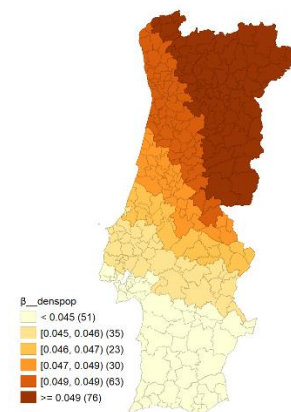 β__denspop
< 0.045 (51)
[0.045, 0.046) (35)
[0.046, 0.047) (23)
[0.047, 0.049) (30)
[0.049, 0.049) (63)
>= 0.049 (76)